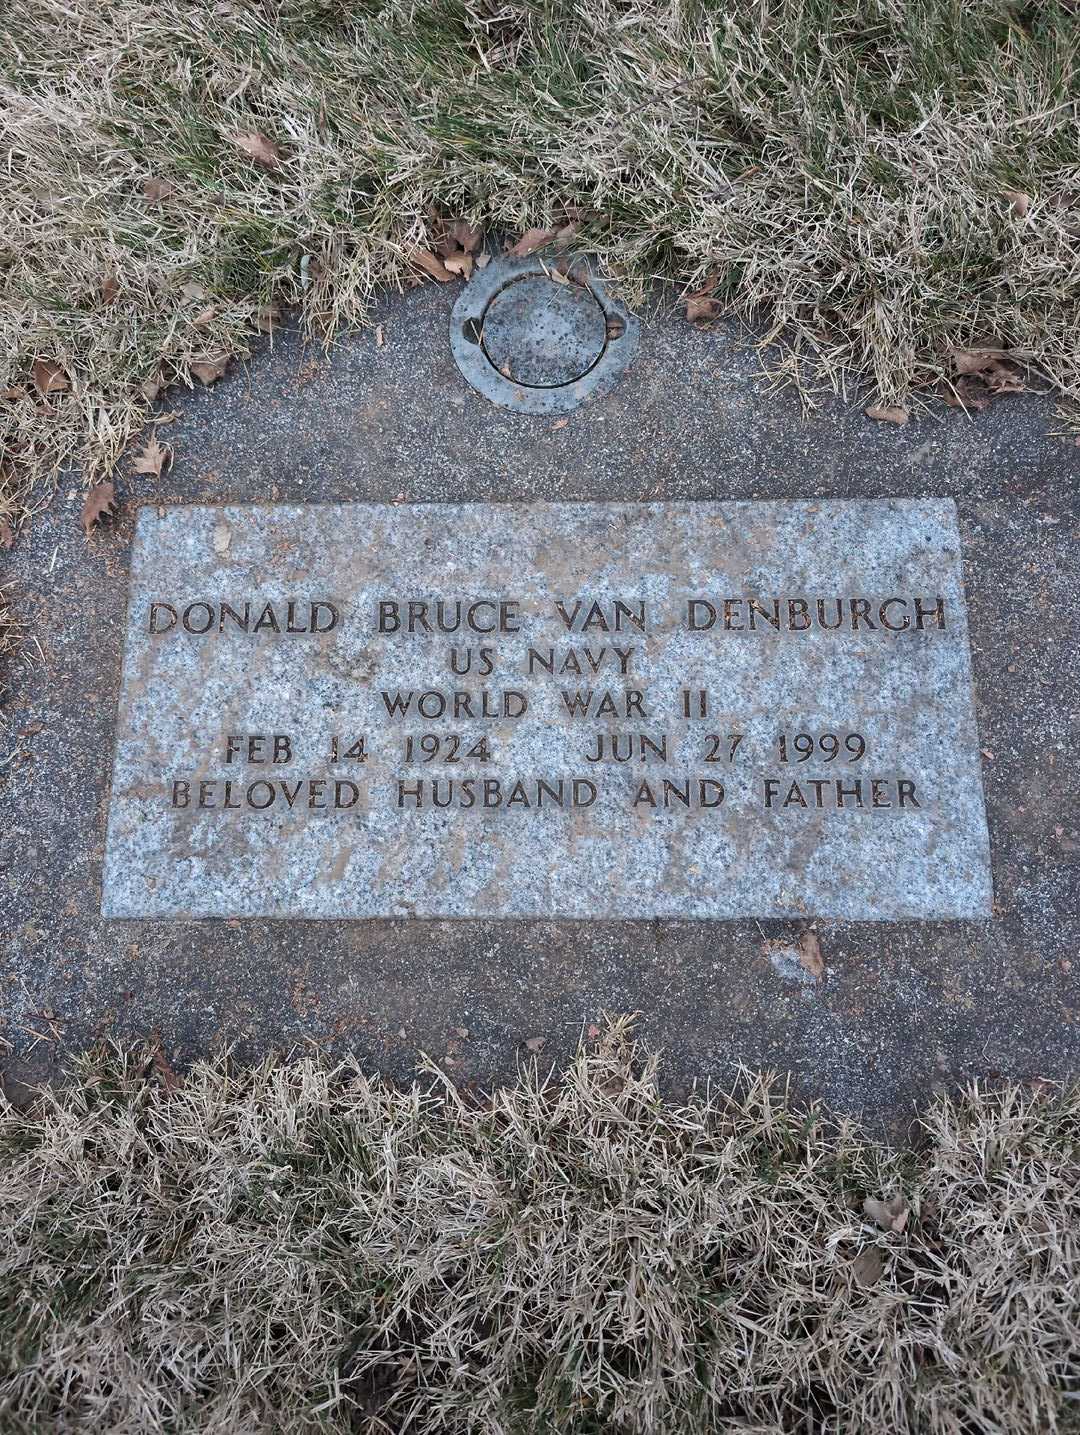 DONALD BRUCE VAN DENBURGH
US NAVY
WORLD WAR II
FEB 14 1924 JUN 27 1999
BELOVED HUSBAND AND FATHER